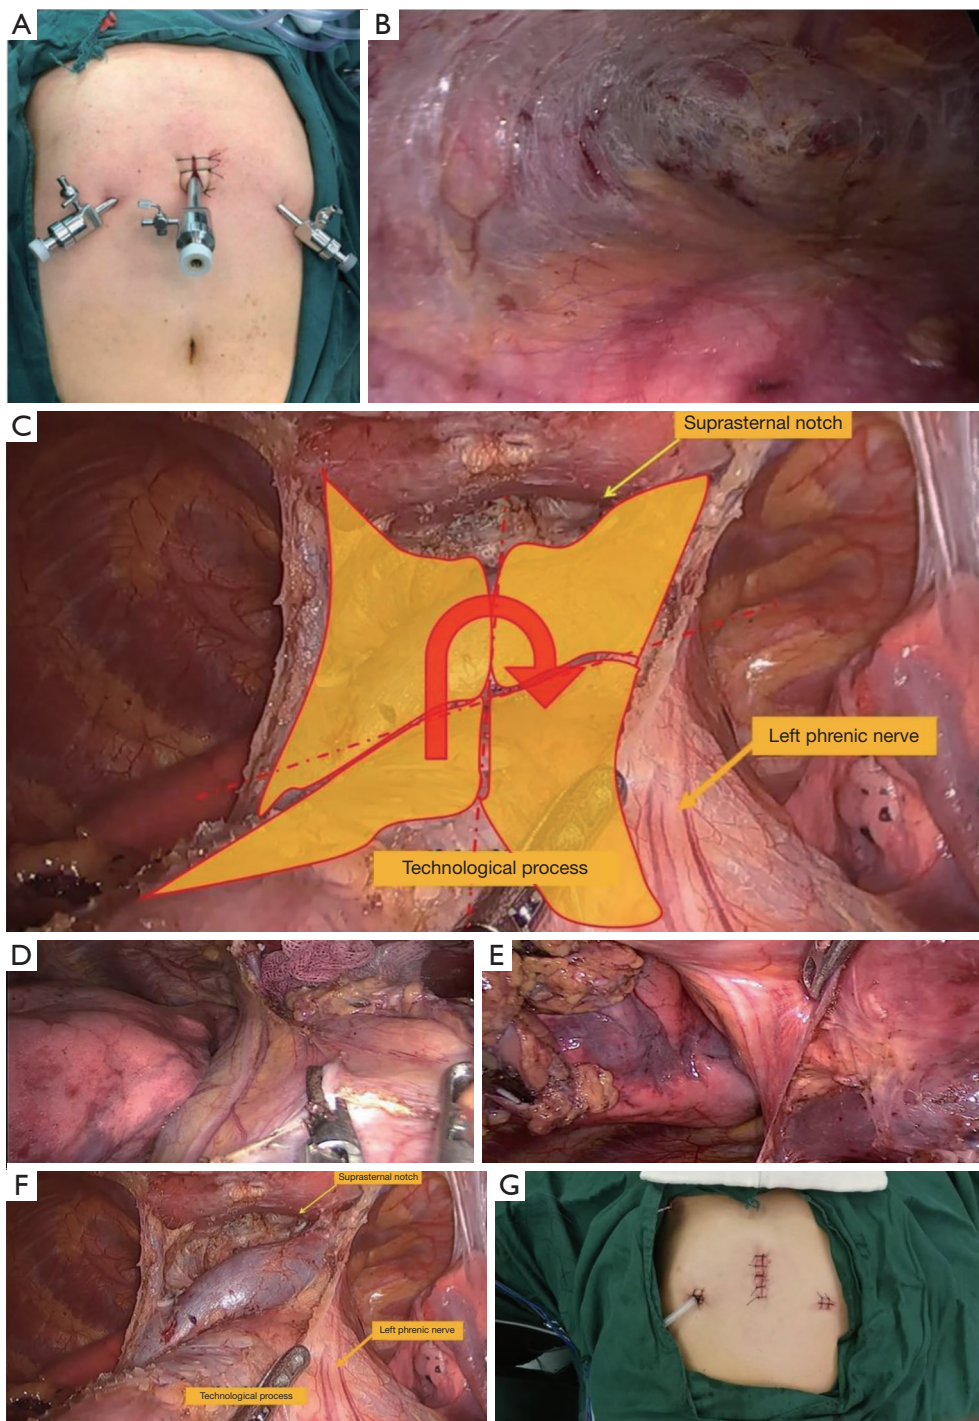 A
B
C
Suprasternal notch
Left phrenic nerve
Technological process
D
E
F
Suprasternal notch
Left phrenic nerve
Technological process
G